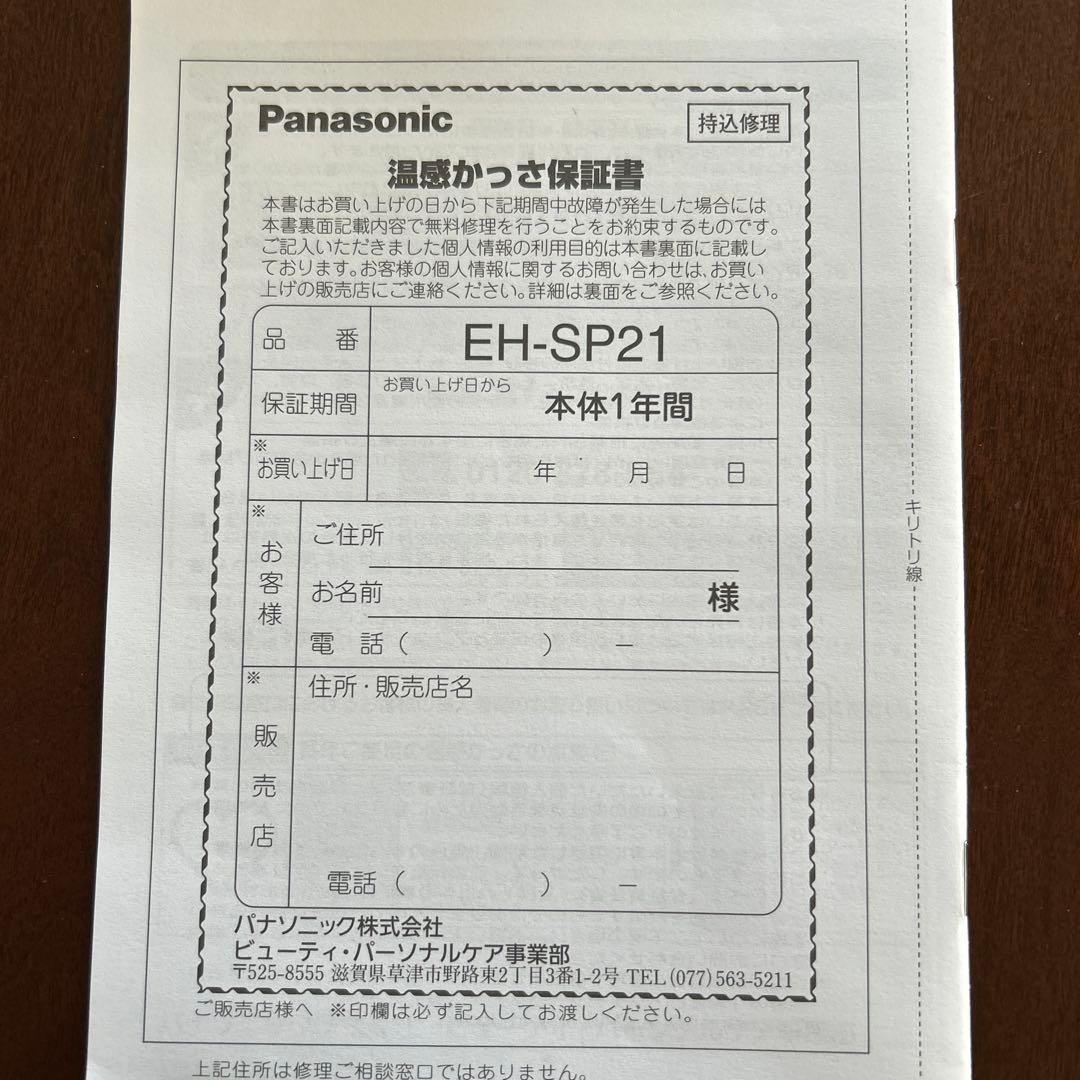 Panasonic
持込修理
温感かっさ保証書
本書はお買い上げの日から下記期間中故障が発生した場合には
本書裏面記載内容で無料修理を行うことをお約束するものです。
ご記入いただきました個人情報の利用目的は本書裏面に記載し
ております。お客様の個人情報に関するお問い合わせは、お買い
上げの販売店にご連絡ください。詳細は裏面をご参照ください。
品 番 EH-SP21
保証期間 お買い上げ日から 本体1年間
※お買い上げ日 年 月 日
※お客様
ご住所
お名前 様
電 話 ( ) −
※販売店
住所・販売店名
電話 ( ) −
パナソニック株式会社
ビューティ・パーソナルケア事業部
〒525-8555 滋賀県草津市野路東2丁目3番1-2号 TEL(077)563-5211
ご販売店様へ ※印欄は必ず記入してお渡しください。
上記住所は修理ご相談窓口ではありません。
キリトリ線